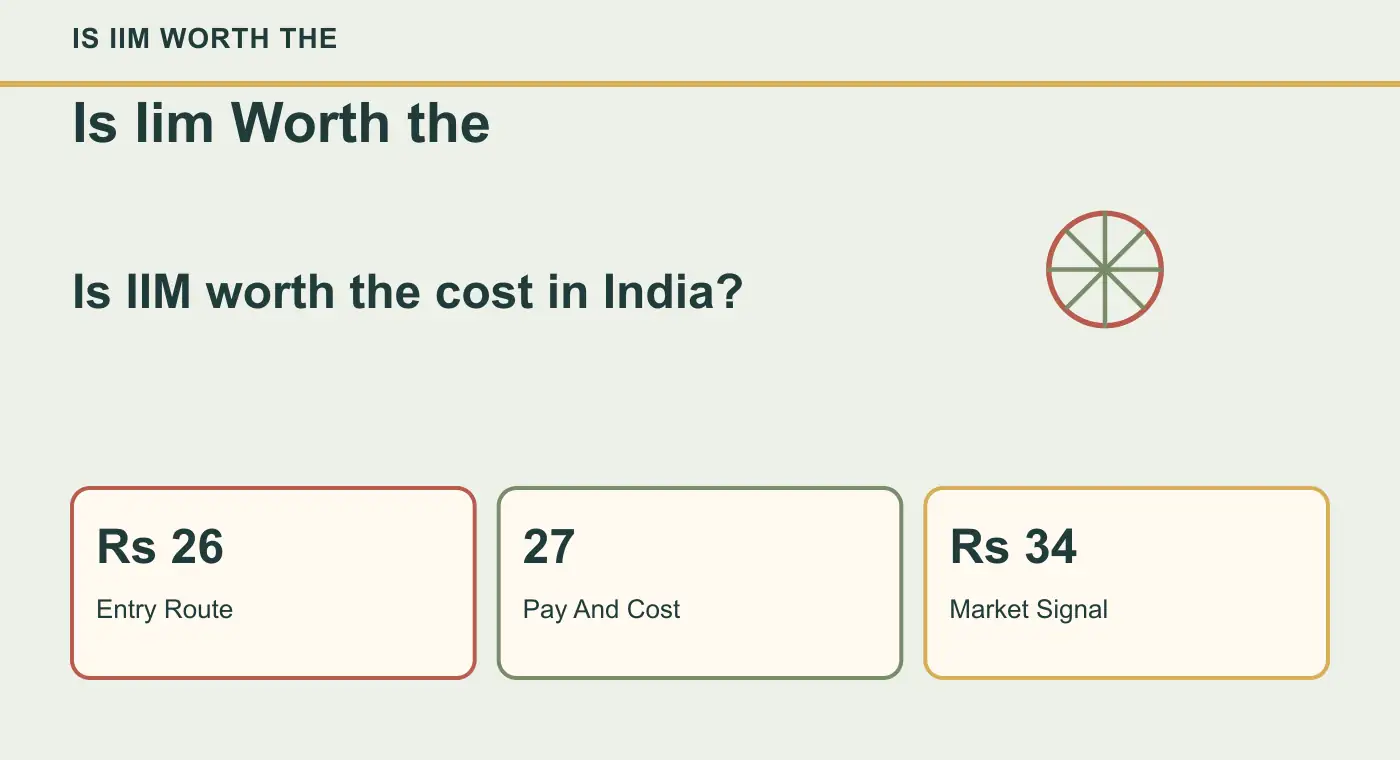 IS IIM WORTH THE
Is Iim Worth the
Is IIM worth the cost in India?
Rs 26
Entry Route
27
Pay And Cost
Rs 34
Market Signal